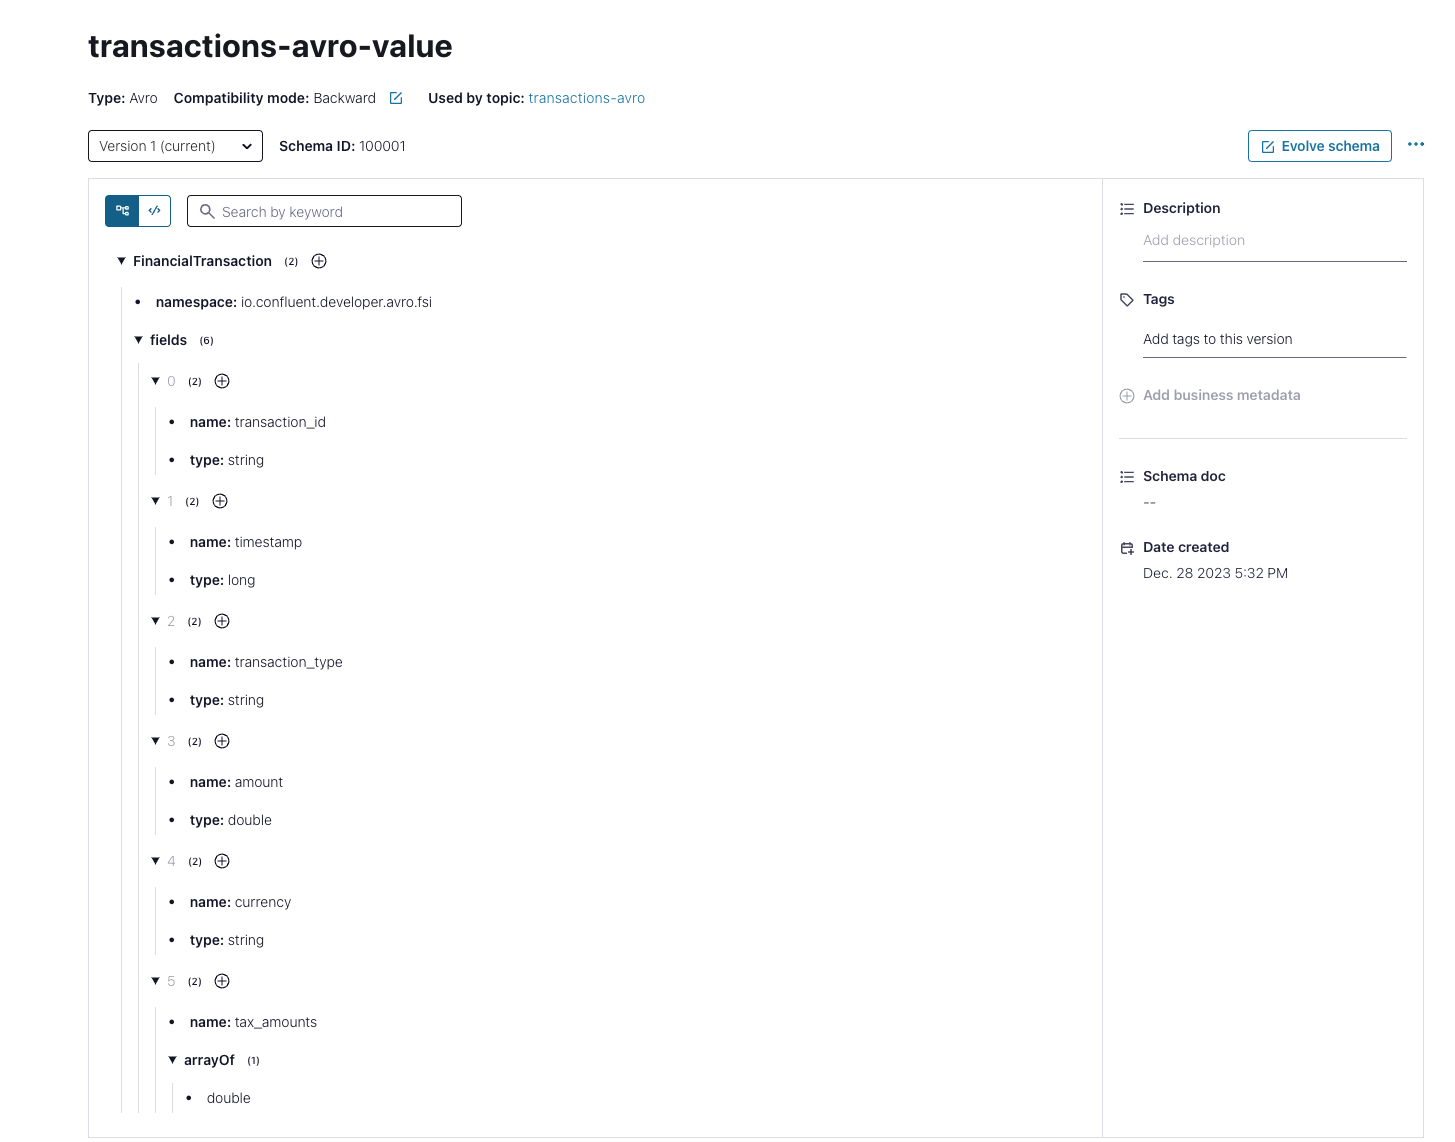 transactions-avro-value
Type: Avro Compatibility mode: Backward Used by topic: transactions-avro
Version 1 (current) Schema ID: 100001 Evolve schema
Search by keyword
FinancialTransaction (2)
namespace: io.confluent.developer.avro.fsi
fields (6)
0 (2)
name: transaction_id
type: string
1 (2)
name: timestamp
type: long
2 (2)
name: transaction_type
type: string
3 (2)
name: amount
type: double
4 (2)
name: currency
type: string
5 (2)
name: tax_amounts
arrayOf (1)
double
Description
Add description
Tags
Add tags to this version
Add business metadata
Schema doc
--
Date created
Dec. 28 2023 5:32 PM